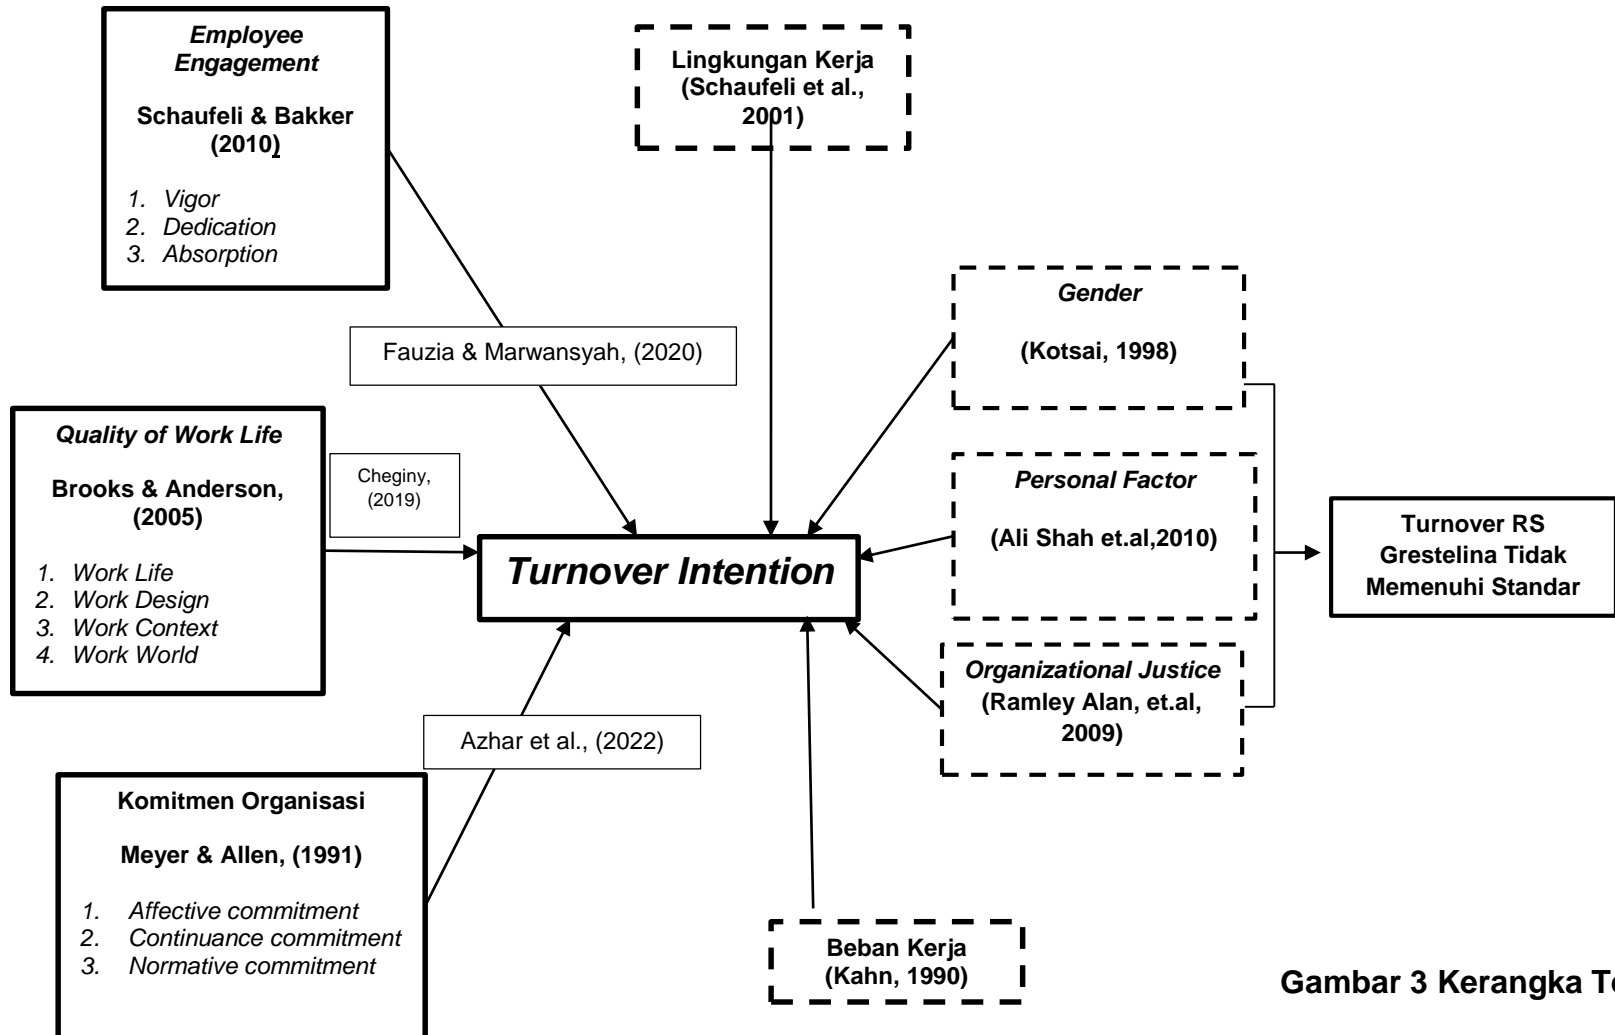 Employee
Engagement
Schaufeli & Bakker
(2010)
1. Vigor
2. Dedication
3. Absorption
Lingkungan Kerja
(Schaufeli et al.,
2001)
Fauzia & Marwansyah, (2020)
Gender
(Kotsai, 1998)
Quality of Work Life
Brooks & Anderson,
(2005)
1. Work Life
2. Work Design
3. Work Context
4. Work World
Cheginy,
(2019)
Turnover Intention
Personal Factor
(Ali Shah et.al,2010)
Turnover RS
Grestelina Tidak
Memenuhi Standar
Organizational Justice
(Ramley Alan, et.al,
2009)
Azhar et al., (2022)
Komitmen Organisasi
Meyer & Allen, (1991)
1. Affective commitment
2. Continuance commitment
3. Normative commitment
Beban Kerja
(Kahn, 1990)
Gambar 3 Kerangka